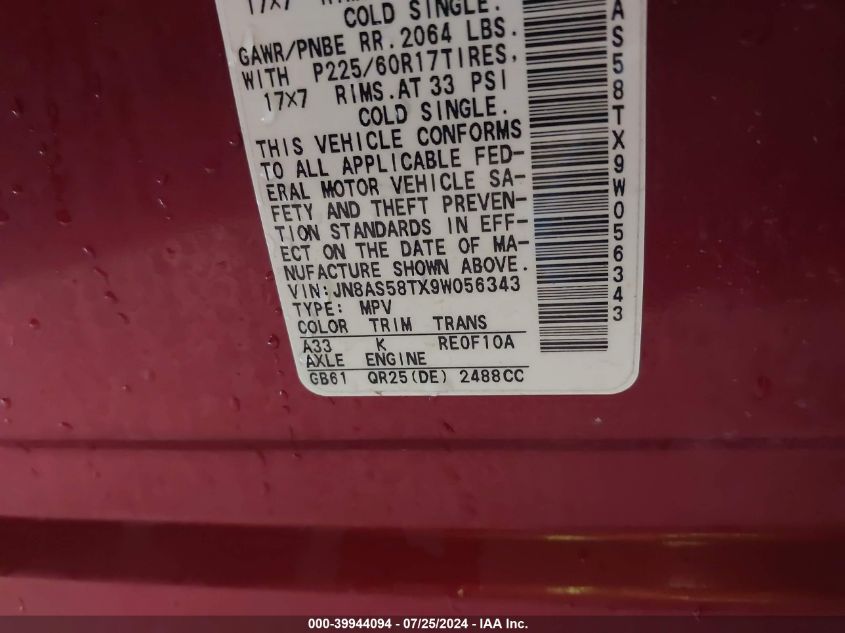 17X7
COLD SINGLE.
GAWR/PNBE RR.2064 LBS.
WITH P225/60R17TIRES,
17X7 RIMS.AT 33 PSI
COLD SINGLE.
THIS VEHICLE CONFORMS
TO ALL APPLICABLE FED-
ERAL MOTOR VEHICLE SA-
FETY AND THEFT PREVEN-
TION STANDARDS IN EFF-
ECT ON THE DATE OF MA-
NUFACTURE SHOWN ABOVE.
VIN:JN8AS58TX9W056343
TYPE: MPV
COLOR TRIM TRANS
A33 K RE0F10A
AXLE ENGINE
GB61 QR25(DE) 2488CC
AS58TX9W056343
000-39944094 - 07/25/2024 - IAA Inc.